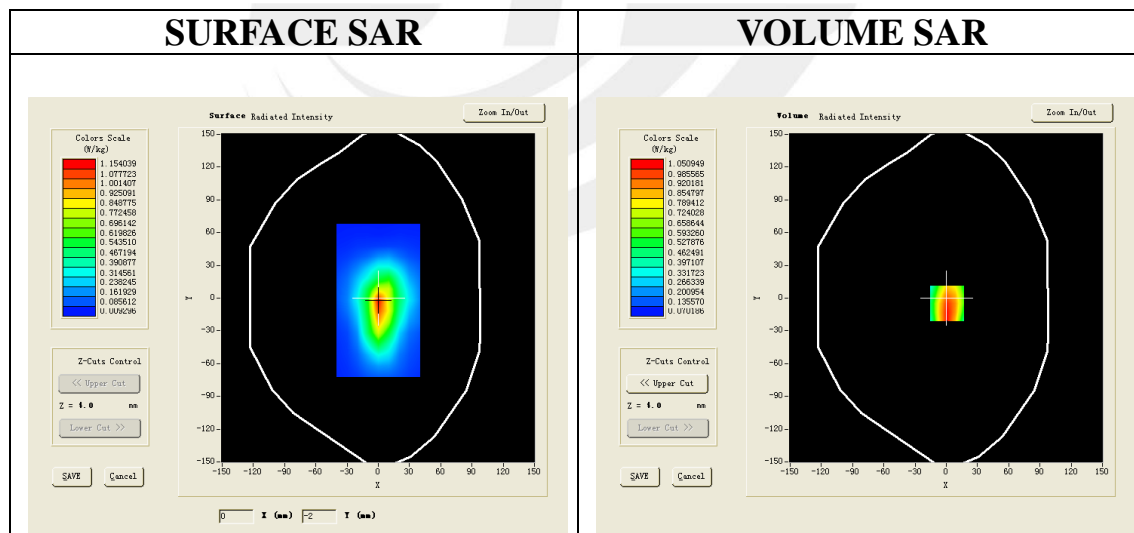 SURFACE SAR
VOLUME SAR
Surface Radiated Intensity
Zoom In/Out
Colors Scale
(W/kg)
1.154039
1.077723
1.001407
0.925091
0.848775
0.772458
0.696142
0.619826
0.543510
0.467194
0.390877
0.314561
0.238245
0.161929
0.085612
0.009296
150
120
90
60
30
0
-30
-60
-90
-120
-150
Y
-150 -120 -90 -60 -30 0 30 60 90 120 150
X
Z-Cuts Control
<< Upper Cut
Z = 4.0 mm
Lower Cut >>
SAVE Cancel
0 X (mm) -2 Y (mm)
Volume Radiated Intensity
Zoom In/Out
Colors Scale
(W/kg)
1.050949
0.985565
0.920181
0.854797
0.789412
0.724028
0.658644
0.593260
0.527876
0.462491
0.397107
0.331723
0.266339
0.200954
0.135570
0.070186
150
120
90
60
30
0
-30
-60
-90
-120
-150
Y
-150 -120 -90 -60 -30 0 30 60 90 120 150
X
Z-Cuts Control
<< Upper Cut
Z = 4.0 mm
Lower Cut >>
SAVE Cancel